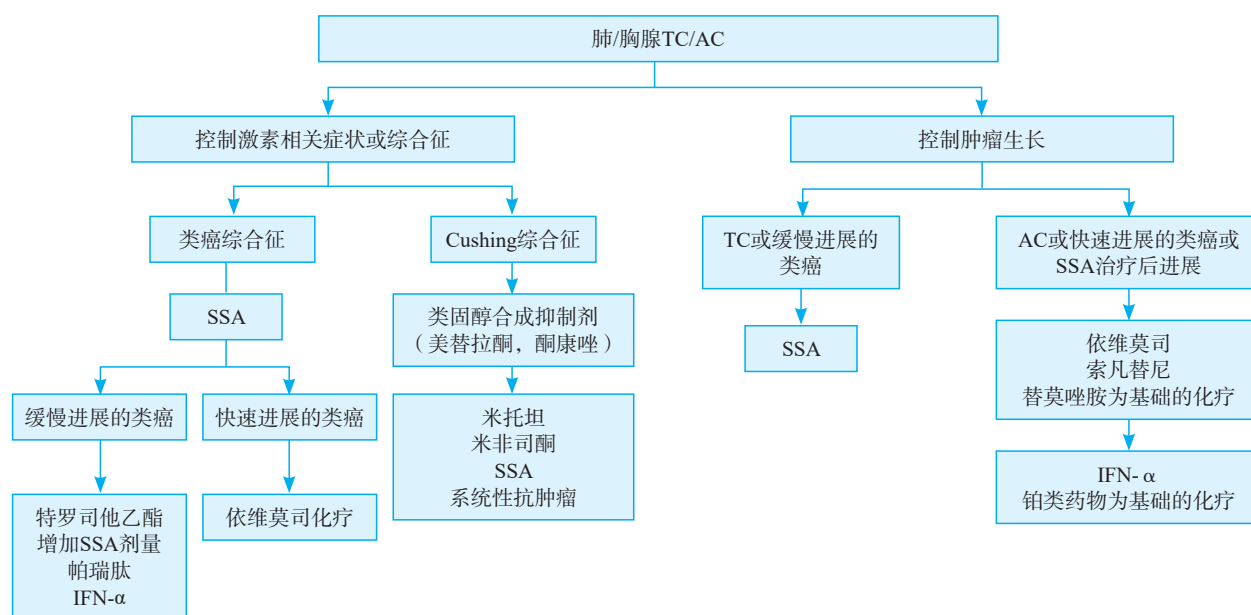 肺/胸腺TC/AC
控制激素相关症状或综合征
控制肿瘤生长
类癌综合征
Cushing综合征
TC或缓慢进展的
类癌
AC或快速进展的类癌或
SSA治疗后进展
SSA
类固醇合成抑制剂
（美替拉酮，酮康唑）
SSA
依维莫司
索凡替尼
替莫唑胺为基础的化疗
缓慢进展的类癌
快速进展的类癌
米托坦
米非司酮
SSA
系统性抗肿瘤
IFN- α
铂类药物为基础的化疗
特罗司他乙酯
增加SSA剂量
帕瑞肽
IFN-α
依维莫司化疗